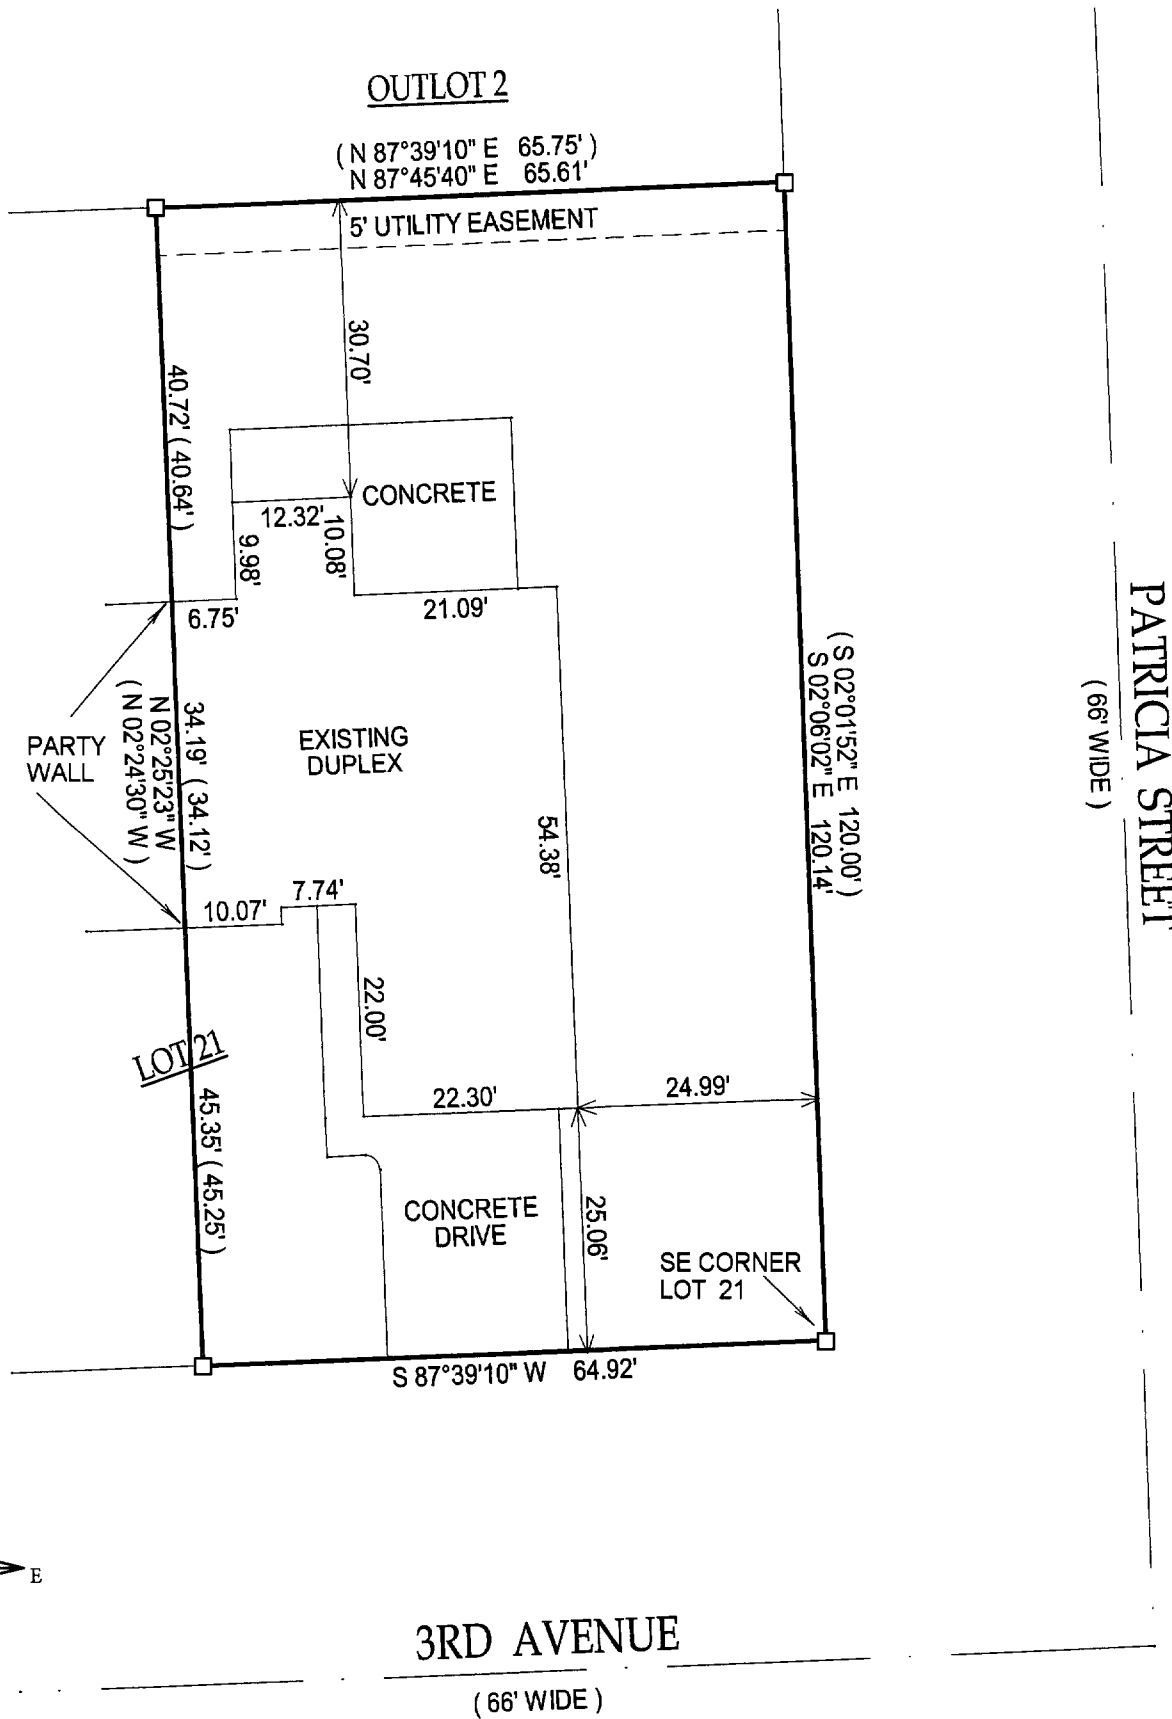 OUTLOT 2
( N 87°39'10" E 65.75' )
N 87°45'40" E 65.61'
5' UTILITY EASEMENT
30.70'
40.72' ( 40.64' )
CONCRETE
12.32'
10.08'
9.98'
6.75'
21.09'
PATRICIA STREET
( 66' WIDE )
( S 02°01'52" E 120.00' )
S 02°06'02" E 120.14'
34.19' ( 34.12' )
N 02°25'23" W
( N 02°24'30" W )
PARTY
WALL
EXISTING
DUPLEX
54.38'
7.74'
10.07'
22.00'
LOT 21
45.35' ( 45.25' )
22.30'
24.99'
25.06'
CONCRETE
DRIVE
SE CORNER
LOT 21
S 87°39'10" W 64.92'
E
3RD AVENUE
( 66' WIDE )